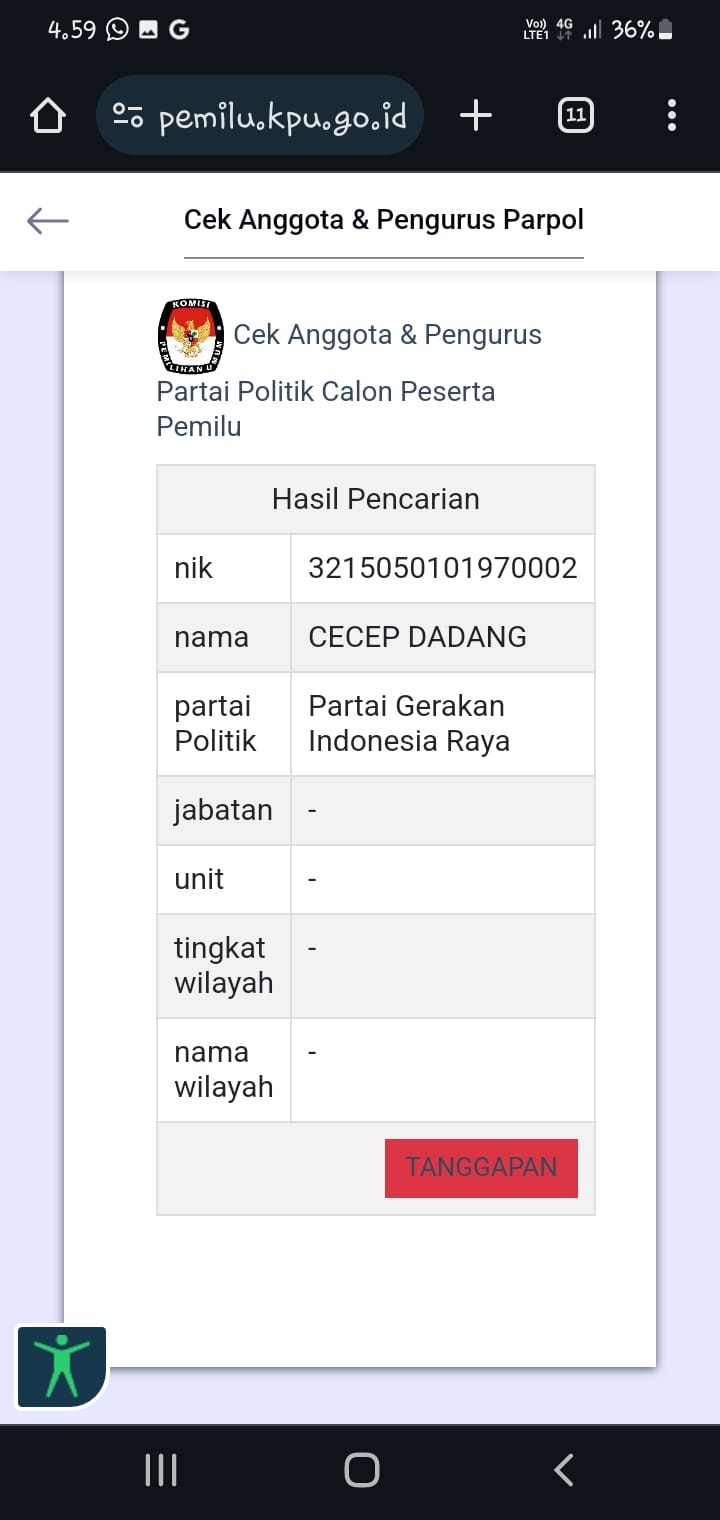 4.59
Vo)) 4G
LTE1
36%
pemilu.kpu.go.id
11
Cek Anggota & Pengurus Parpol
KOMISI
PEMILIHAN UMUM
Cek Anggota & Pengurus
Partai Politik Calon Peserta
Pemilu
Hasil Pencarian
nik 3215050101970002
nama CECEP DADANG
partai Partai Gerakan
Politik Indonesia Raya
jabatan -
unit -
tingkat -
wilayah
nama -
wilayah
TANGGAPAN